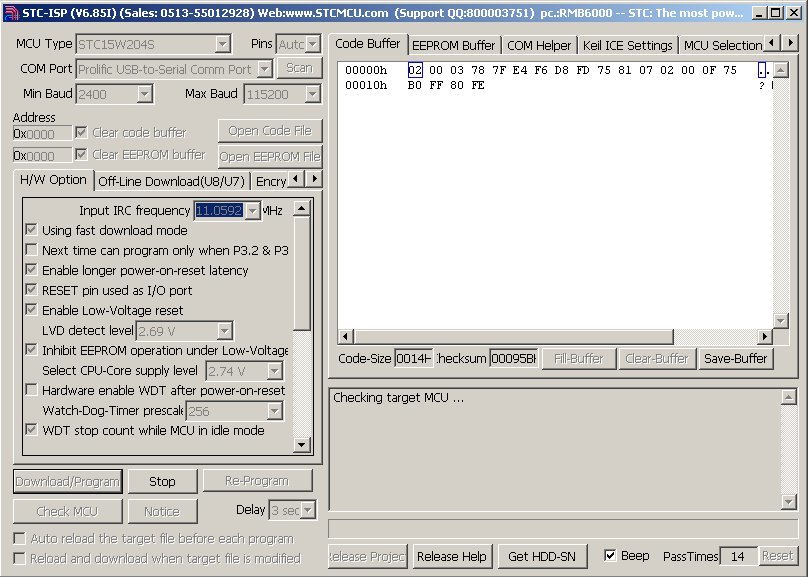 STC-ISP (V6.85I) (Sales: 0513-55012928) Web:www.STCMCU.com (Support QQ:800003751) pc.:RMB6000 -- STC: The most pow...
MCU Type STC15W204S Pins Auto
COM Port Prolific USB-to-Serial Comm Port Scan
Min Baud 2400 Max Baud 115200
Address
0x0000 Clear code buffer Open Code File
0x0000 Clear EEPROM buffer Open EEPROM File
H/W Option Off-Line Download(U8/U7) Encry
Input IRC frequency 11.0592 MHz
Using fast download mode
Next time can program only when P3.2 & P3
Enable longer power-on-reset latency
RESET pin used as I/O port
Enable Low-Voltage reset
LVD detect level 2.69 V
Inhibit EEPROM operation under Low-Voltage
Select CPU-Core supply level 2.74 V
Hardware enable WDT after power-on-reset
Watch-Dog-Timer prescale 256
WDT stop count while MCU in idle mode
Download/Program Stop Re-Program
Check MCU Notice Delay 3 sec
Auto reload the target file before each program
Reload and download when target file is modified
Code Buffer EEPROM Buffer COM Helper Keil ICE Settings MCU Selection
00000h 02 00 03 78 7F E4 F6 D8 FD 75 81 07 02 00 0F 75 ..
00010h B0 FF 80 FE ?
Code-Size 0014H Checksum 00095BH Fill-Buffer Clear-Buffer Save-Buffer
Checking target MCU ...
Release Project Release Help Get HDD-SN Beep PassTimes 14 Reset